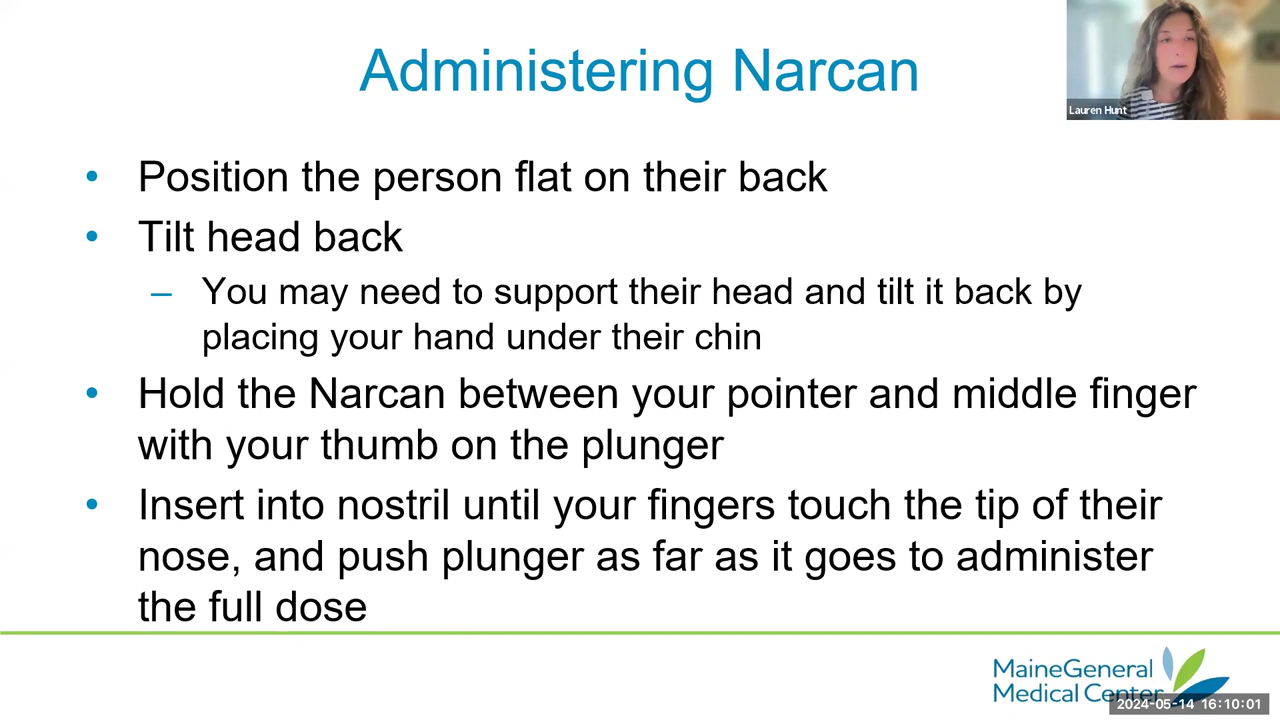 Administering Narcan
Lauren Hunt
• Position the person flat on their back
• Tilt head back
– You may need to support their head and tilt it back by
placing your hand under their chin
• Hold the Narcan between your pointer and middle finger
with your thumb on the plunger
• Insert into nostril until your fingers touch the tip of their
nose, and push plunger as far as it goes to administer
the full dose
MaineGeneral
Medical Center
2024-05-14 16:10:01